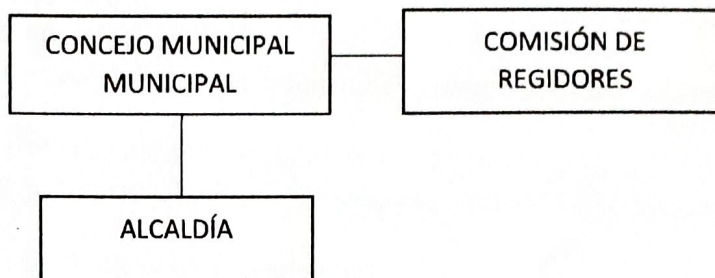 CONCEJO MUNICIPAL
MUNICIPAL
COMISIÓN DE
REGIDORES
ALCALDÍA